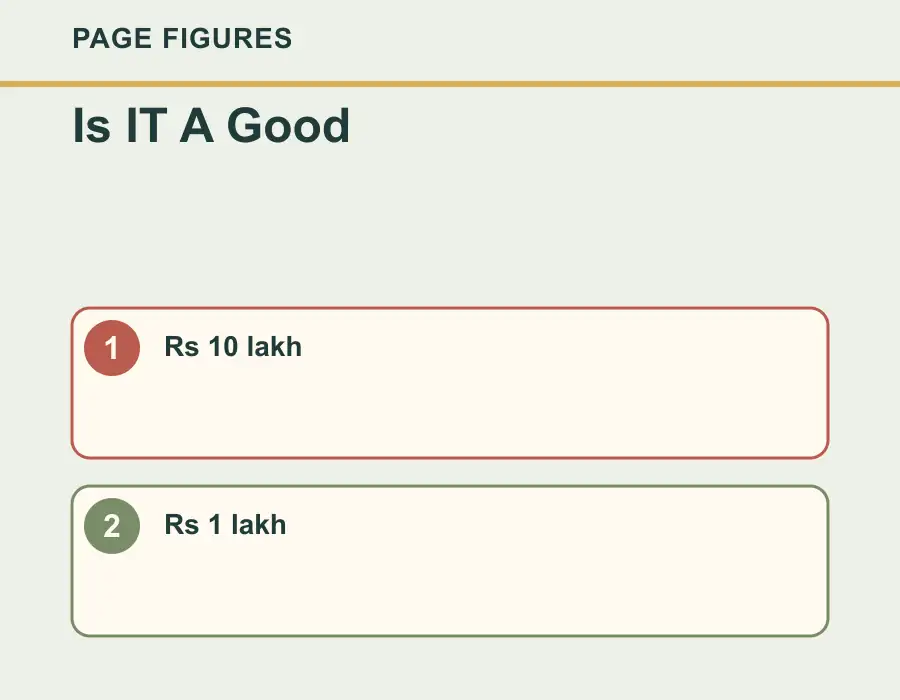 PAGE FIGURES
Is IT A Good
1
Rs 10 lakh
2
Rs 1 lakh